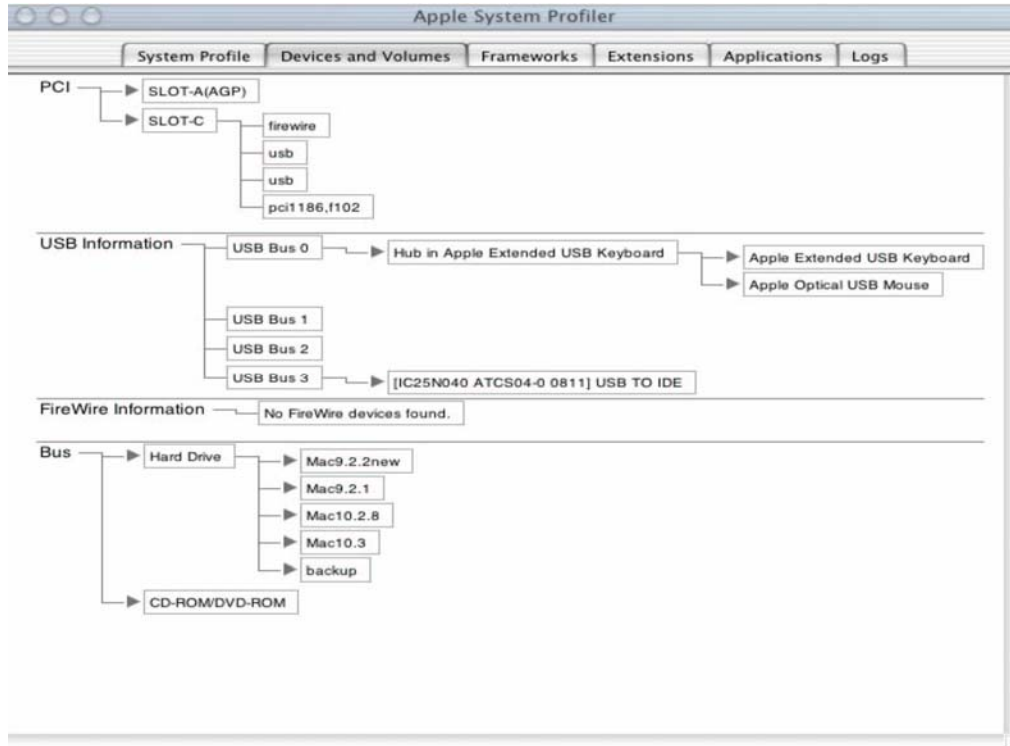 Apple System Profiler
System Profile Devices and Volumes Frameworks Extensions Applications Logs
PCI
SLOT-A(AGP)
SLOT-C
firewire
usb
usb
pci1186,f102
USB Information
USB Bus 0
Hub in Apple Extended USB Keyboard
Apple Extended USB Keyboard
Apple Optical USB Mouse
USB Bus 1
USB Bus 2
USB Bus 3
[IC25N040 ATCS04-0 0811] USB TO IDE
FireWire Information
No FireWire devices found.
Bus
Hard Drive
Mac9.2.2new
Mac9.2.1
Mac10.2.8
Mac10.3
backup
CD-ROM/DVD-ROM